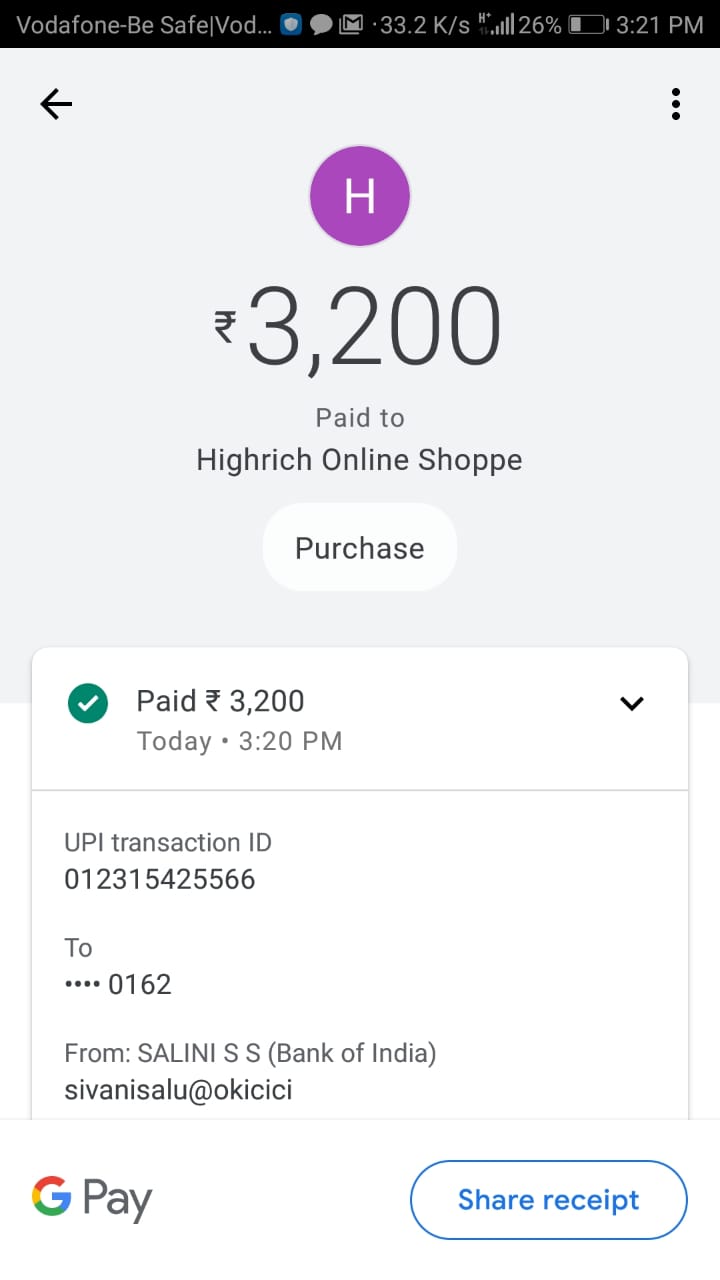 Vodafone-Be Safe|Vod... 33.2 K/s H+ 26% 3:21 PM
H
₹3,200
Paid to
Highrich Online Shoppe
Purchase
Paid ₹ 3,200
Today • 3:20 PM
UPI transaction ID
012315425566
To
•••• 0162
From: SALINI S S (Bank of India)
sivanisalu@okicici
G Pay
Share receipt